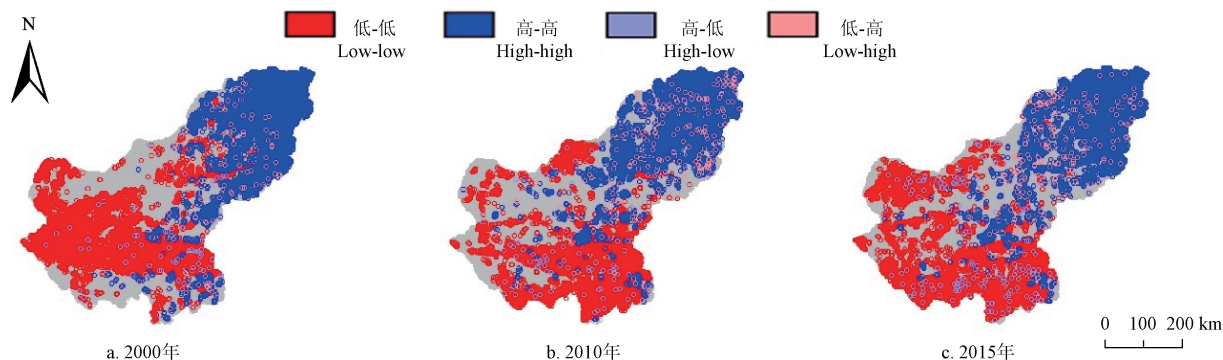 N
低-低
Low-low
高-高
High-high
高-低
High-low
低-高
Low-high
a. 2000年
b. 2010年
c. 2015年
0 100 200 km